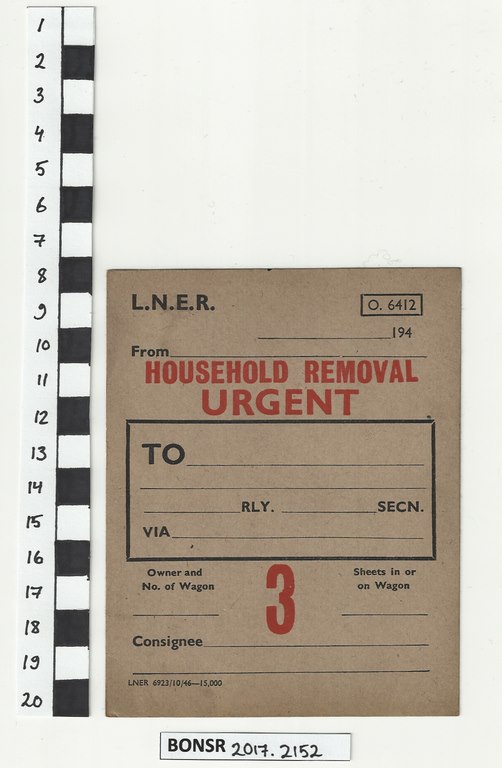 1
2
3
4
5
6
7
8
9
10
11
12
13
14
15
16
17
18
19
20
L.N.E.R.
O. 6412
194
From
HOUSEHOLD REMOVAL
URGENT
TO
RLY. SECN.
VIA
Owner and
No. of Wagon
3
Sheets in or
on Wagon
Consignee
LNER 6923/10/46—15,000
BONSR 2017.2152